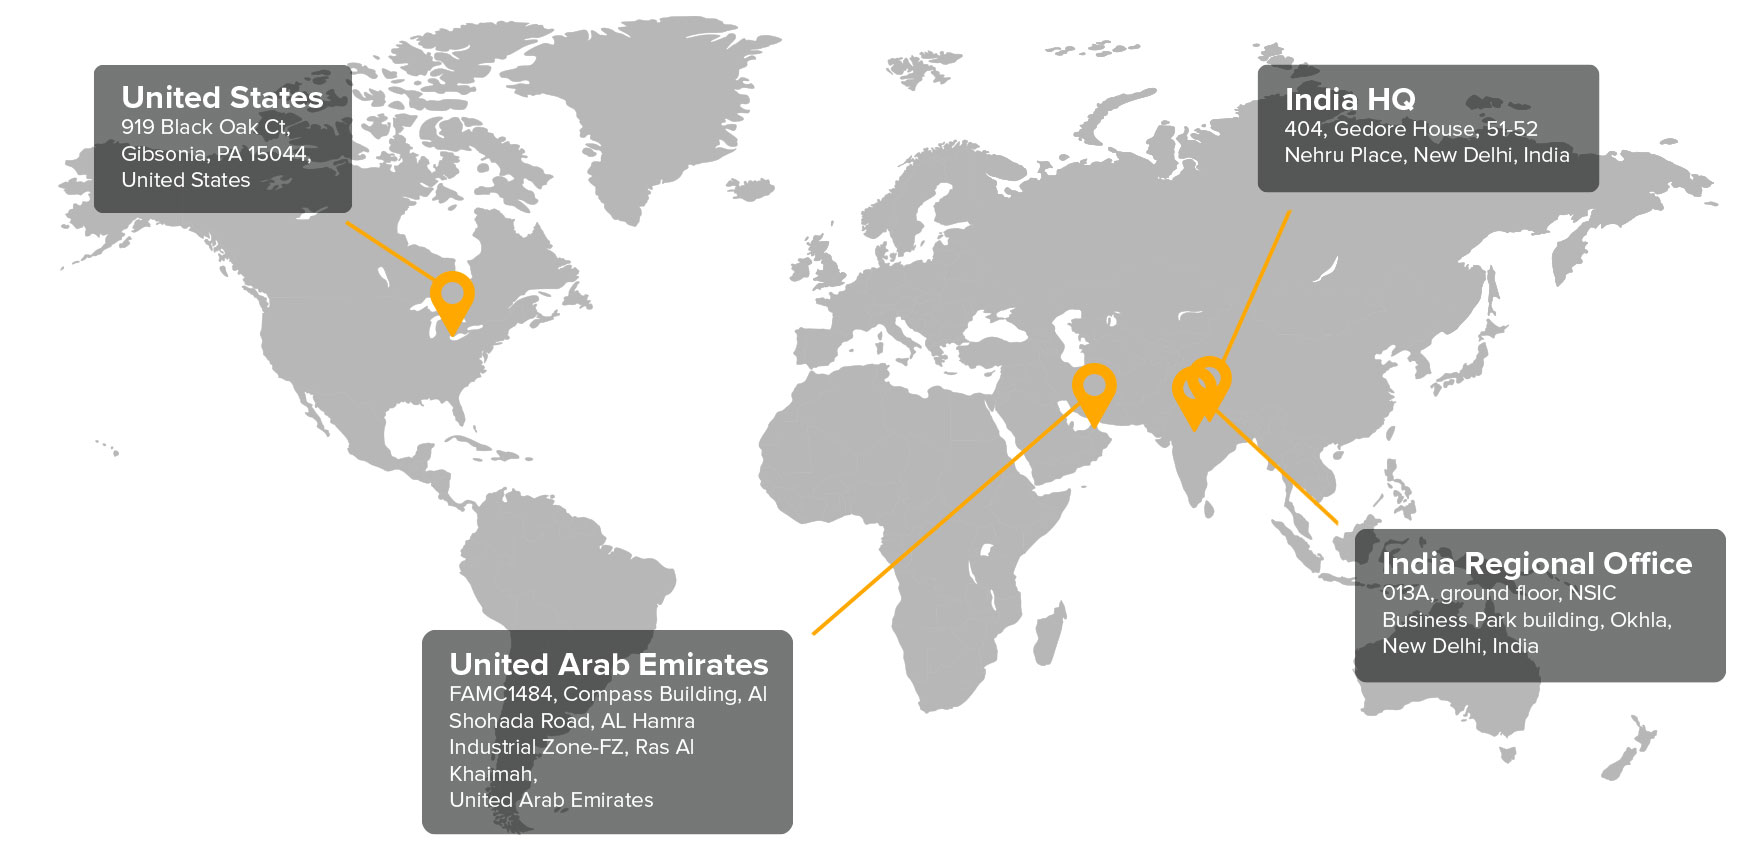 United States
919 Black Oak Ct,
Gibsonia, PA 15044,
United States
India HQ
404, Gedore House, 51-52
Nehru Place, New Delhi, India
United Arab Emirates
FAMC1484, Compass Building, Al
Shohada Road, AL Hamra
Industrial Zone-FZ, Ras Al
Khaimah,
United Arab Emirates
India Regional Office
013A, ground floor, NSIC
Business Park building, Okhla,
New Delhi, India